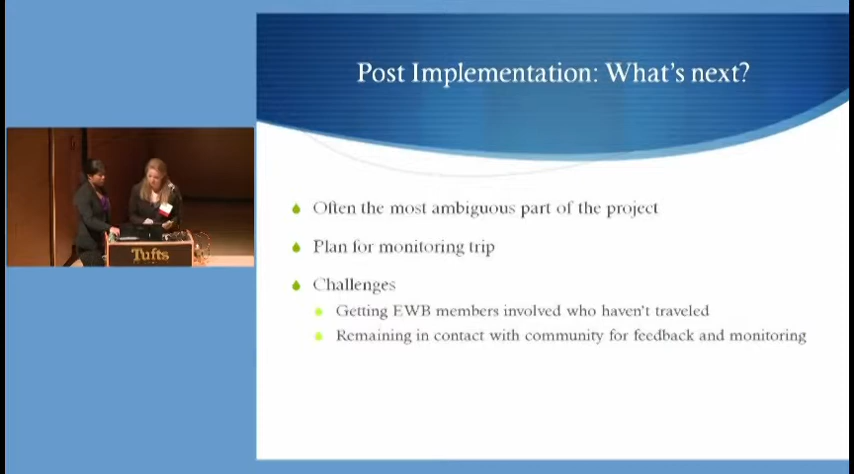 Post Implementation: What's next?
Often the most ambiguous part of the project
Plan for monitoring trip
Challenges
Getting EWB members involved who haven't traveled
Remaining in contact with community for feedback and monitoring
Tufts